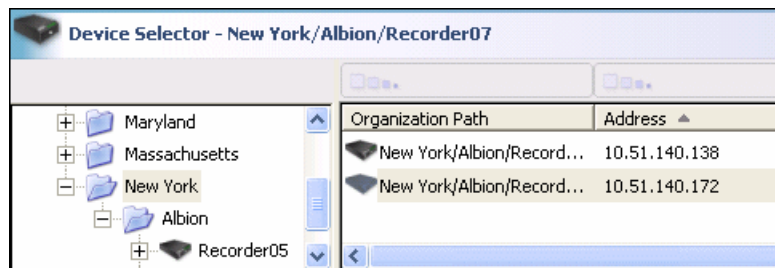 Device Selector - New York/Albion/Recorder07
Organization Path Address
Maryland
Massachusetts
New York
Albion
Recorder05
New York/Albion/Record... 10.51.140.138
New York/Albion/Record... 10.51.140.172